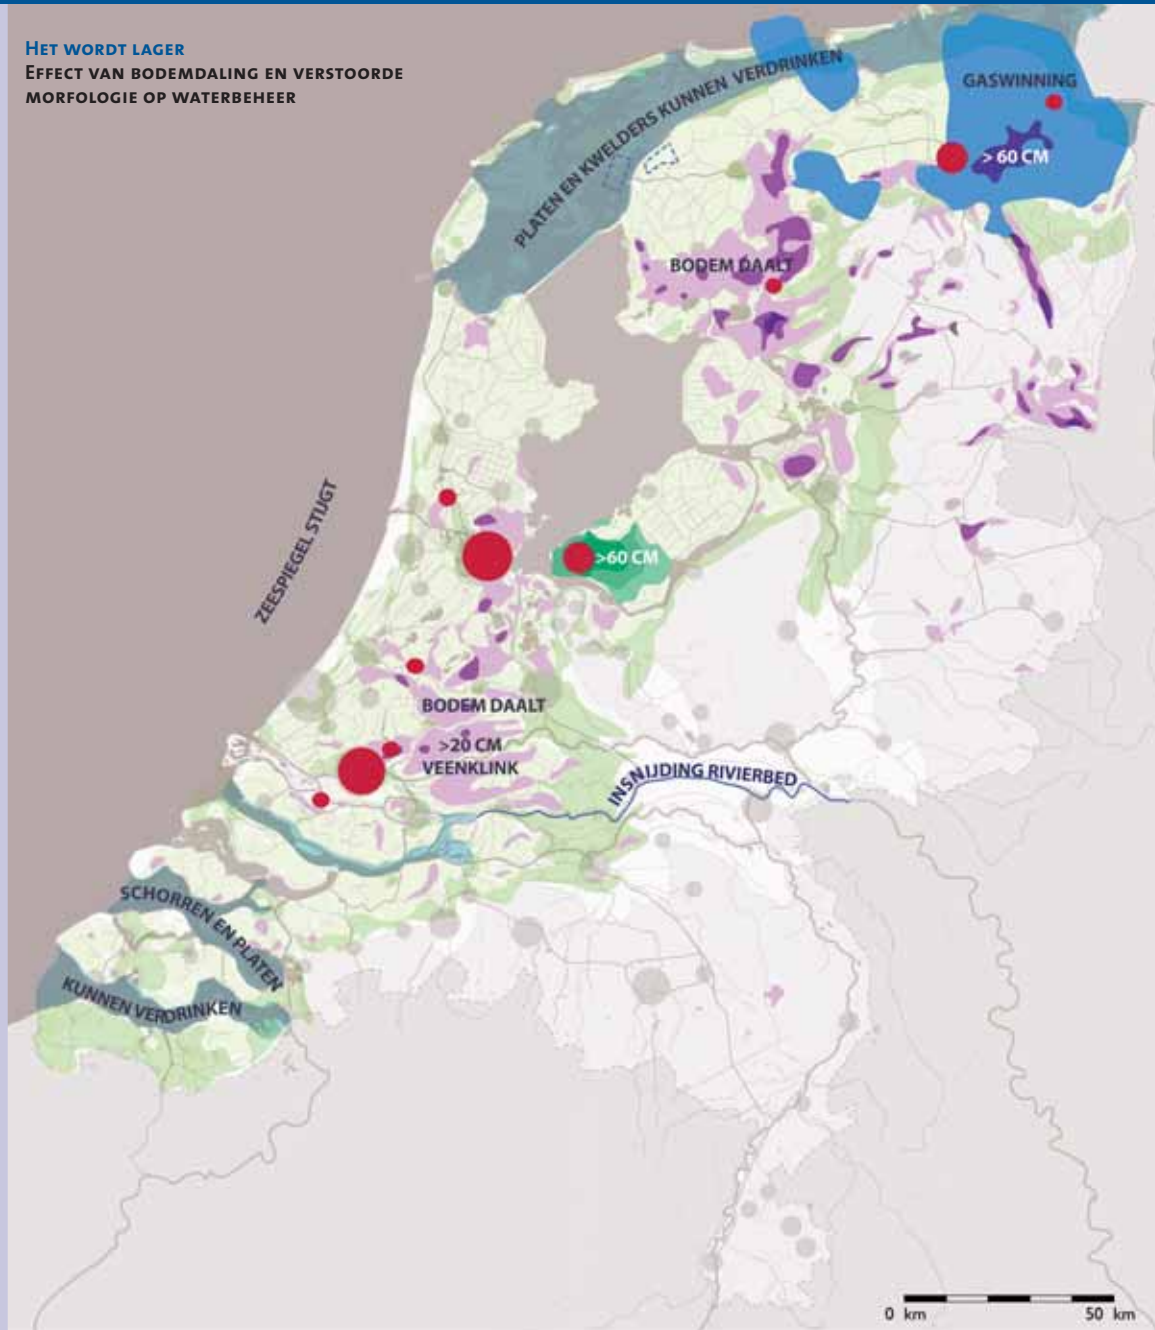 HET WORDT LAGER
EFFECT VAN BODEMDALING EN VERSTOORDE
MORFOLOGIE OP WATERBEHEER
PLATEN EN KWELDERS KUNNEN VERDRINKEN
GASWINNING
> 60 CM
BODEM DAALT
ZEESPIEGEL STIJGT
>60 CM
BODEM DAALT
>20 CM
VEENKLINK
INSNIJDING RIVIERBED
SCHORREN EN PLATEN
KUNNEN VERDRINKEN
0 km 50 km